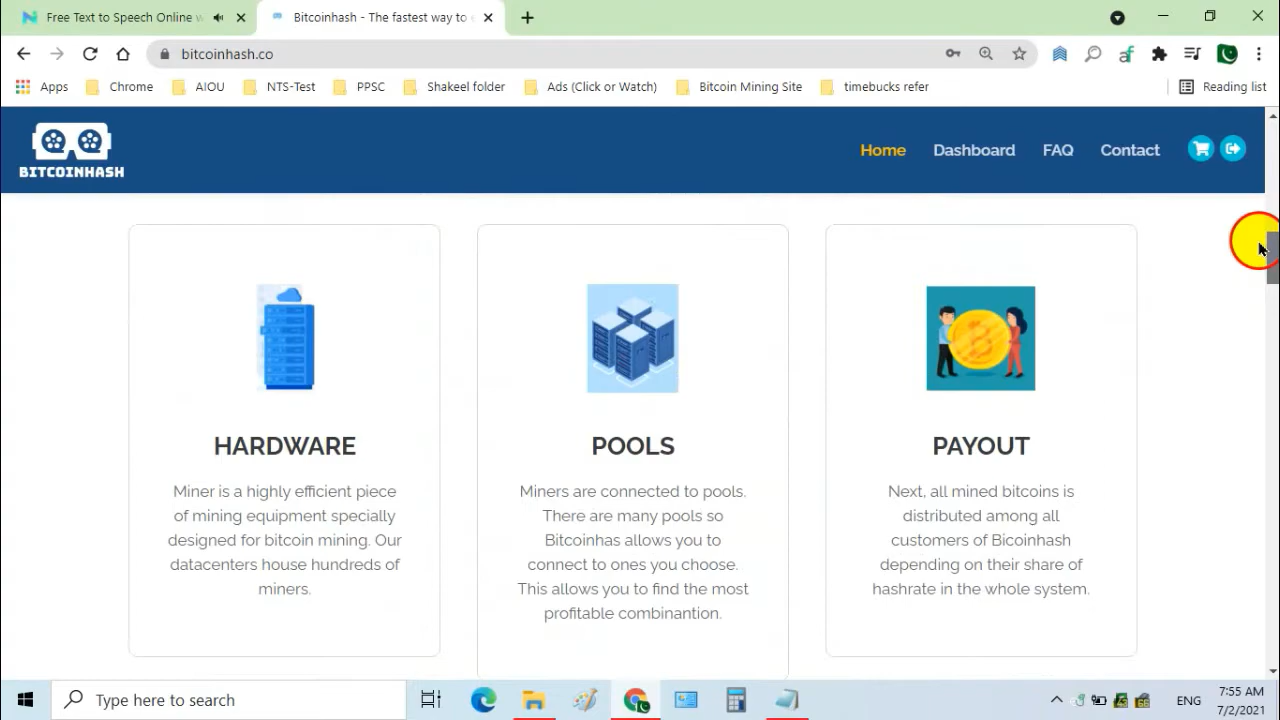 Free Text to Speech Online w
Bitcoinhash - The fastest way to e
bitcoinhash.co
Apps
Chrome
AIOU
NTS-Test
PPSC
Shakeel folder
Ads (Click or Watch)
Bitcoin Mining Site
timebucks refer
Reading list
BITCOINHASH
Home
Dashboard
FAQ
Contact
HARDWARE
Miner is a highly efficient piece
of mining equipment specially
designed for bitcoin mining. Our
datacenters house hundreds of
miners.
POOLS
Miners are connected to pools.
There are many pools so
Bitcoinhas allows you to
connect to ones you choose.
This allows you to find the most
profitable combinantion.
PAYOUT
Next, all mined bitcoins is
distributed among all
customers of Bicoinhash
depending on their share of
hashrate in the whole system.
Type here to search
ENG
7:55 AM
7/2/2021